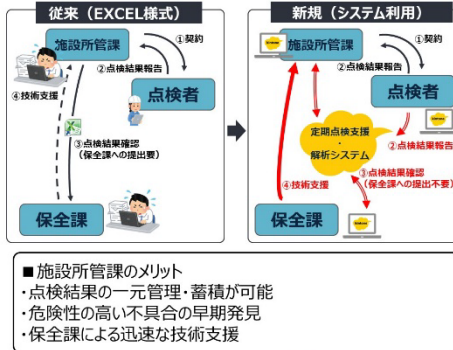 従来（EXCEL様式）
施設所管課
①契約
②点検結果報告
点検者
④技術支援
③点検結果確認
（保全課への提出要）
保全課
新規（システム利用）
施設所管課
①契約
②点検結果報告
点検者
定期点検支援
・
解析システム
②点検結果報告
③点検結果確認
（保全課への提出不要）
④技術支援
保全課
■施設所管課のメリット
・点検結果の一元管理・蓄積が可能
・危険性の高い不具合の早期発見
・保全課による迅速な技術支援